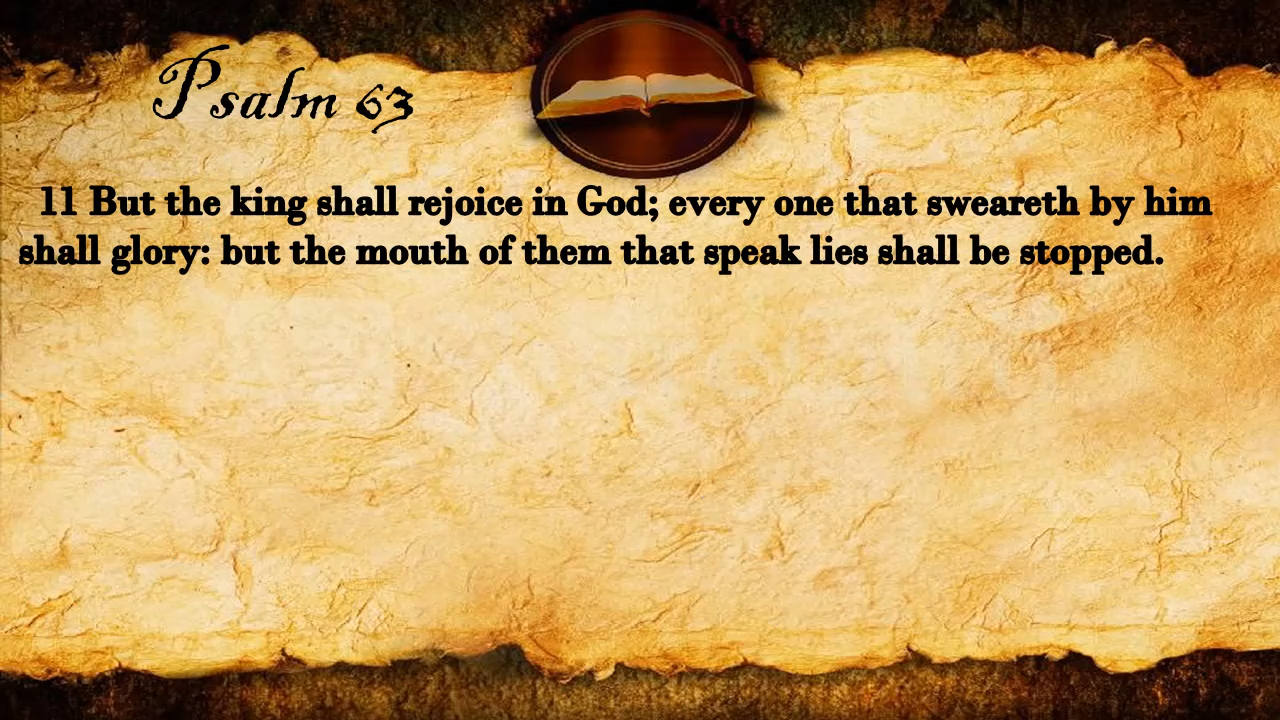 Psalm 63
11 But the king shall rejoice in God; every one that sweareth by him
shall glory: but the mouth of them that speak lies shall be stopped.